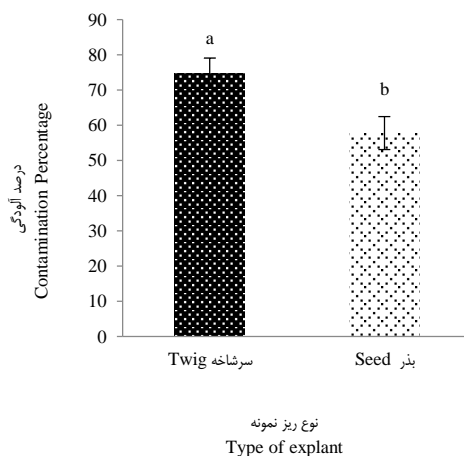 90
80
70
60
50
40
30
20
10
0
درصد آلودگی
Contamination Percentage
a
b
سرشاخه Twig
بذر Seed
نوع ریز نمونه
Type of explant